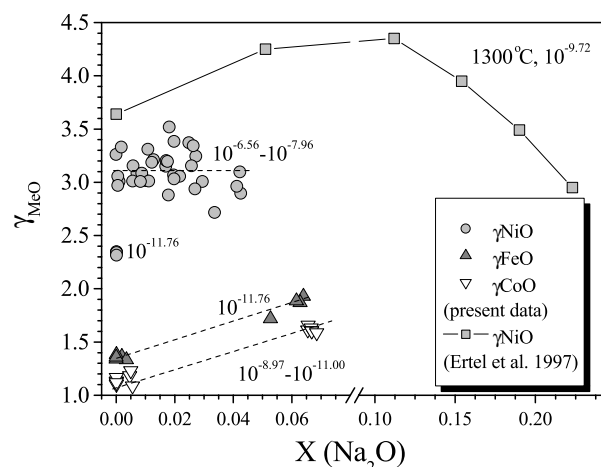 4.5
4.0
3.5
3.0
2.5
2.0
1.5
1.0
γMeO
1300°C, 10^-9.72
10^-6.56-10^-7.96
10^-11.76
10^-11.76
10^-8.97-10^-11.00
γNiO
γFeO
γCoO
(present data)
γNiO
(Ertel et al. 1997)
0.00 0.02 0.04 0.06 0.10 0.15 0.20
X (Na2O)